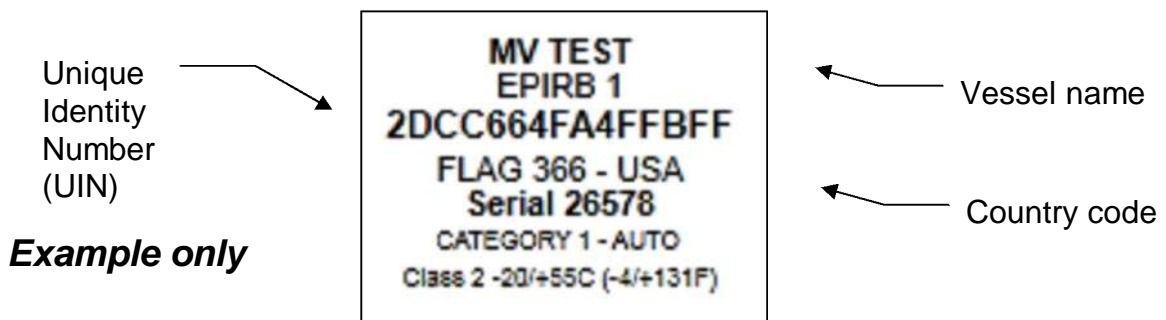 Unique
Identity
Number
(UIN)
Example only
MV TEST
EPIRB 1
2DCC664FA4FFBFF
FLAG 366 - USA
Serial 26578
CATEGORY 1 - AUTO
Class 2 -20/+55C (-4/+131F)
Vessel name
Country code